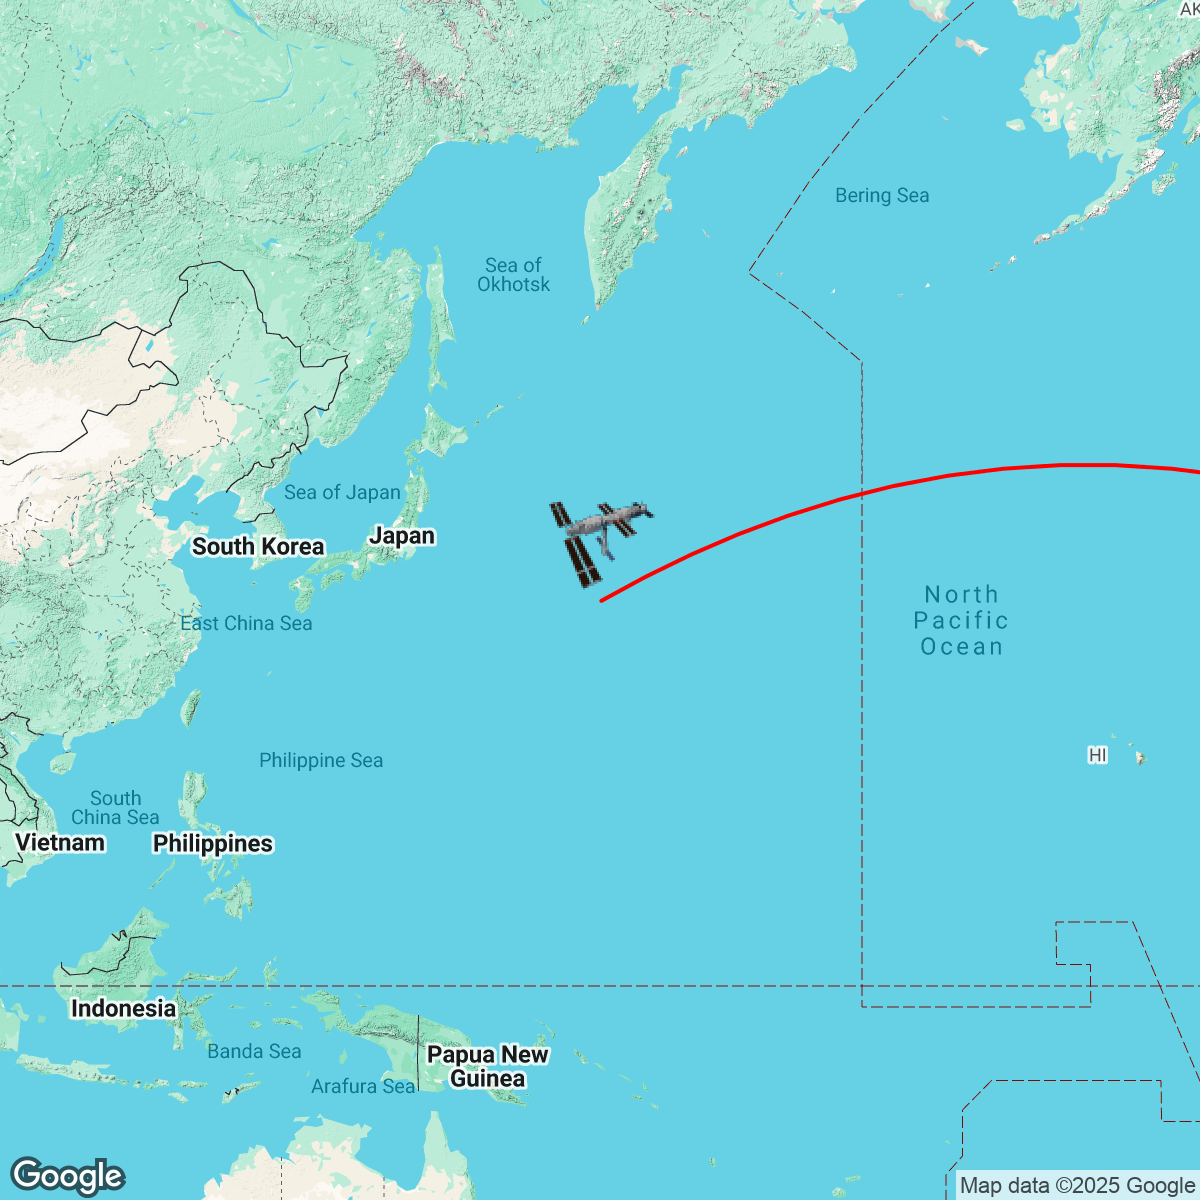 AK
Bering Sea
Sea of
Okhotsk
Sea of Japan
Japan
South Korea
East China Sea
North
Pacific
Ocean
Philippine Sea
HI
South
China Sea
Vietnam
Philippines
Indonesia
Banda Sea
Papua New
Guinea
Arafura Sea
Google
Map data ©2025 Google